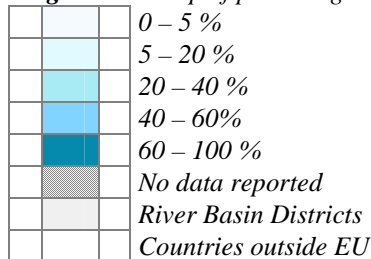 0 – 5 %
5 – 20 %
20 – 40 %
40 – 60%
60 – 100 %
No data reported
River Basin Districts
Countries outside EU